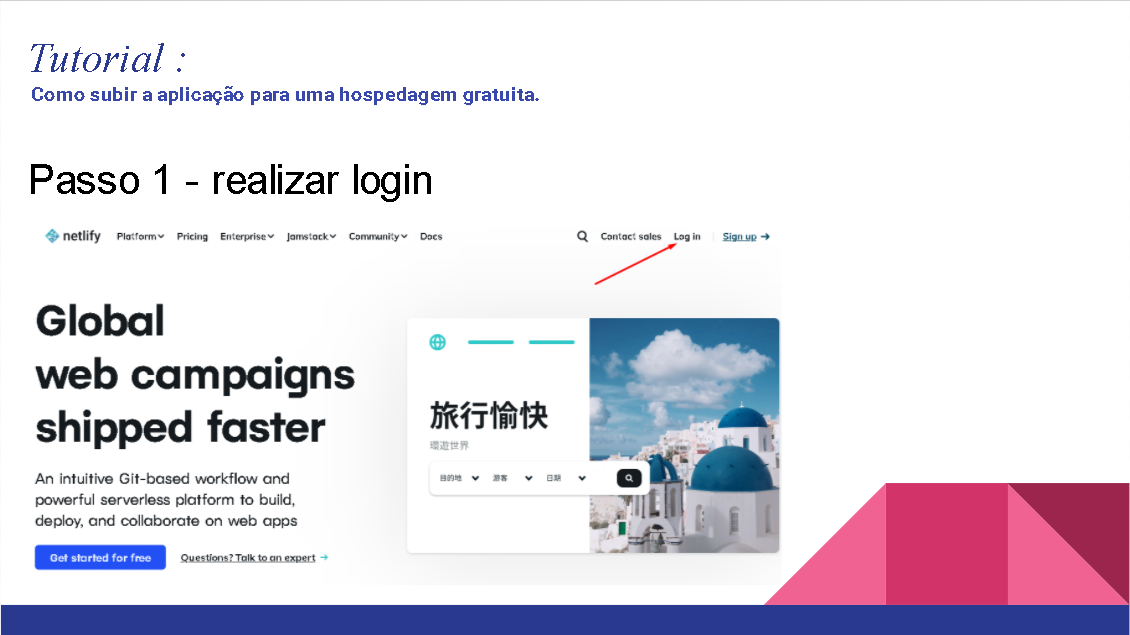 Tutorial :
Como subir a aplicação para uma hospedagem gratuita.
Passo 1 - realizar login
netlify Platform Pricing Enterprise Jamstack Community Docs Contact sales Log in Sign up →
Global
web campaigns
shipped faster
An intuitive Git-based workflow and
powerful serverless platform to build,
deploy, and collaborate on web apps
Get started for free Questions? Talk to an expert →
旅行愉快
環遊世界
目的地 游客 日期